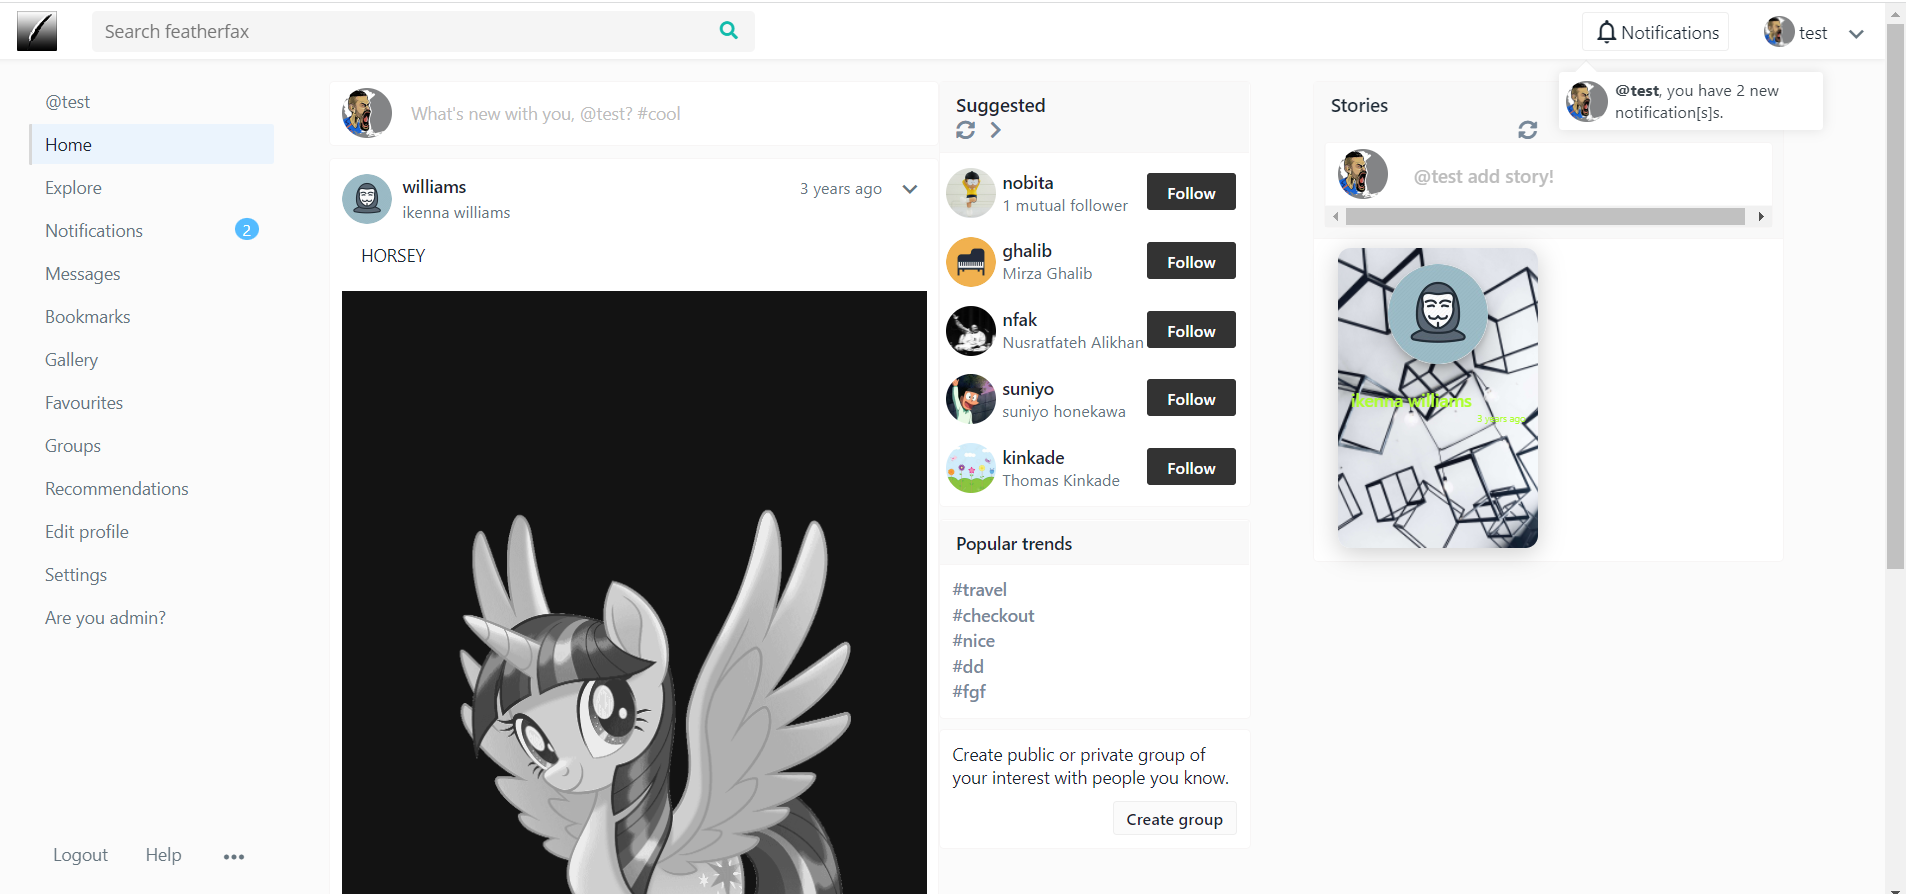 Search featherfax
Notifications
test
@test, you have 2 new
notification[s]s.
@test
Home
Explore
Notifications
2
Messages
Bookmarks
Gallery
Favourites
Groups
Recommendations
Edit profile
Settings
Are you admin?
Logout
Help
What's new with you, @test? #cool
williams
ikenna williams
3 years ago
HORSEY
Suggested
nobita
1 mutual follower
Follow
ghalib
Mirza Ghalib
Follow
nfak
Nusratfateh Alikhan
Follow
suniyo
suniyo honekawa
Follow
kinkade
Thomas Kinkade
Follow
Popular trends
#travel
#checkout
#nice
#dd
#fgf
Create public or private group of
your interest with people you know.
Create group
Stories
@test add story!
ikenna williams
3 years ago